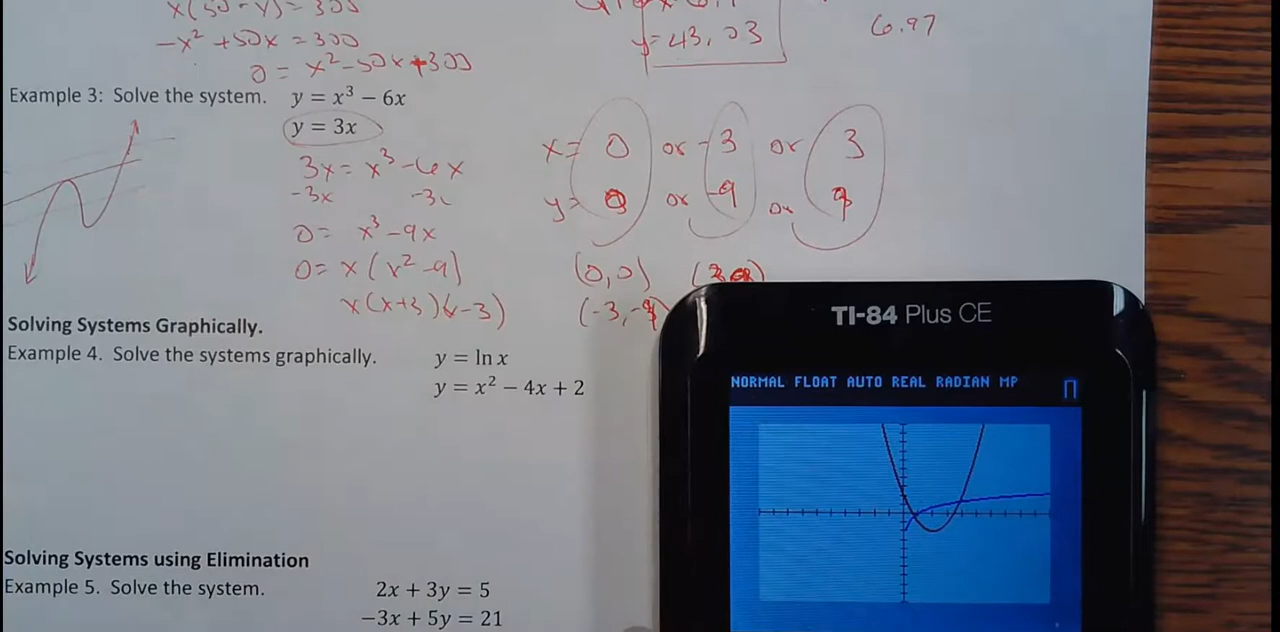 x(50-x)=300
-x² +50x =300
0 = x²-50x+300
y=43,03
6.97
Example 3: Solve the system. y = x³ − 6x
y = 3x
3x = x³-6x
-3x -3x
0= x³-9x
0= x(x²-9)
x(x+3)(x-3)
x= 0 or -3 or 3
y= 0 or -9 or 9
(0,0)
(-3,-9)
Solving Systems Graphically.
Example 4. Solve the systems graphically. y = ln x
y = x² − 4x + 2
Solving Systems using Elimination
Example 5. Solve the system. 2x + 3y = 5
−3x + 5y = 21
TI-84 Plus CE
NORMAL FLOAT AUTO REAL RADIAN MP